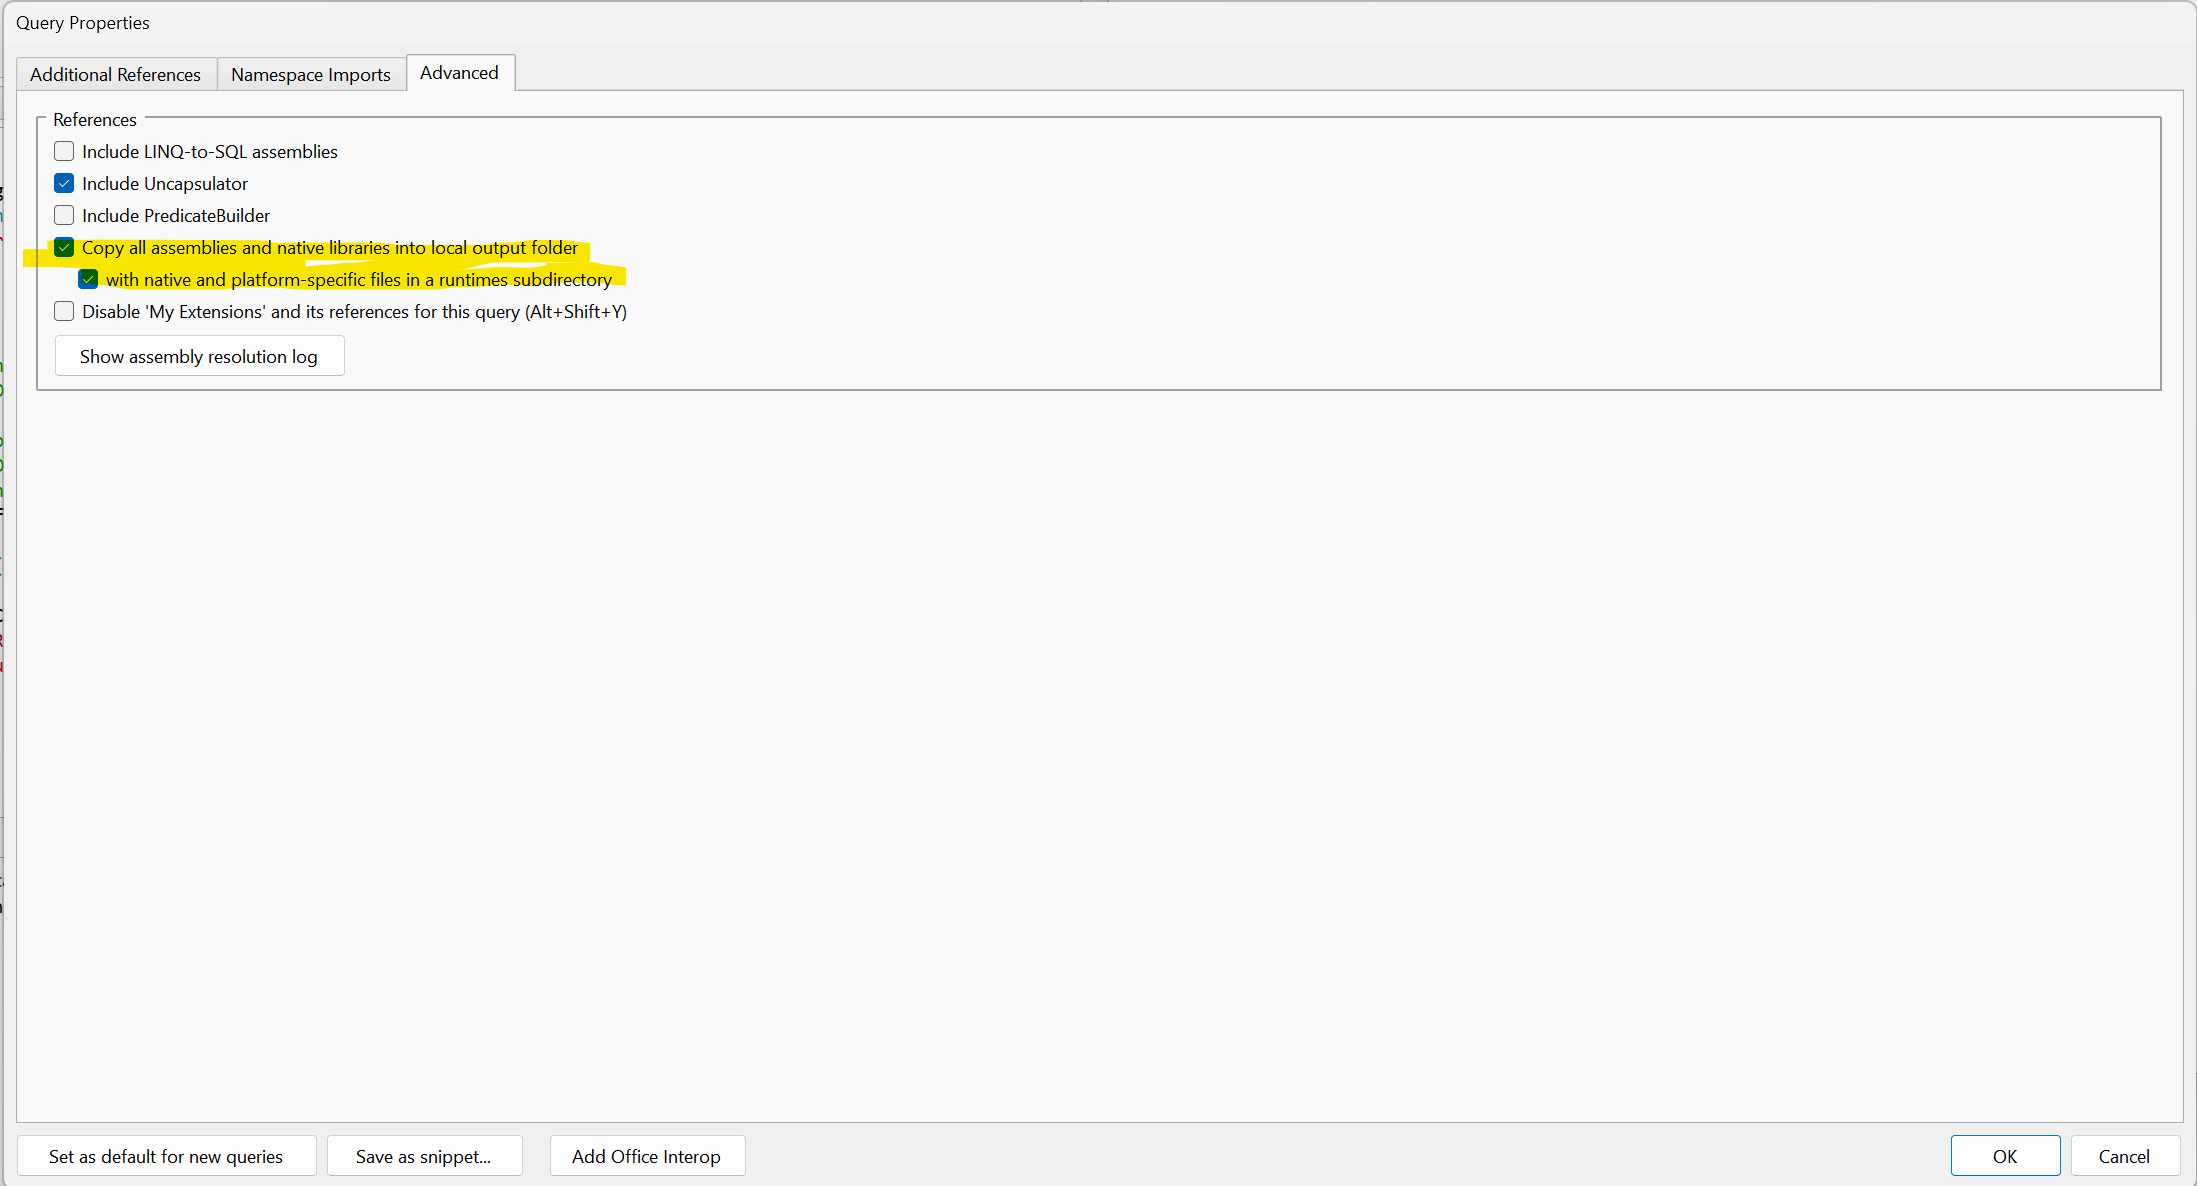 Query Properties
Additional References
Namespace Imports
Advanced
References
Include LINQ-to-SQL assemblies
Include Uncapsulator
Include PredicateBuilder
Copy all assemblies and native libraries into local output folder
with native and platform-specific files in a runtimes subdirectory
Disable 'My Extensions' and its references for this query (Alt+Shift+Y)
Show assembly resolution log
Set as default for new queries
Save as snippet...
Add Office Interop
OK
Cancel